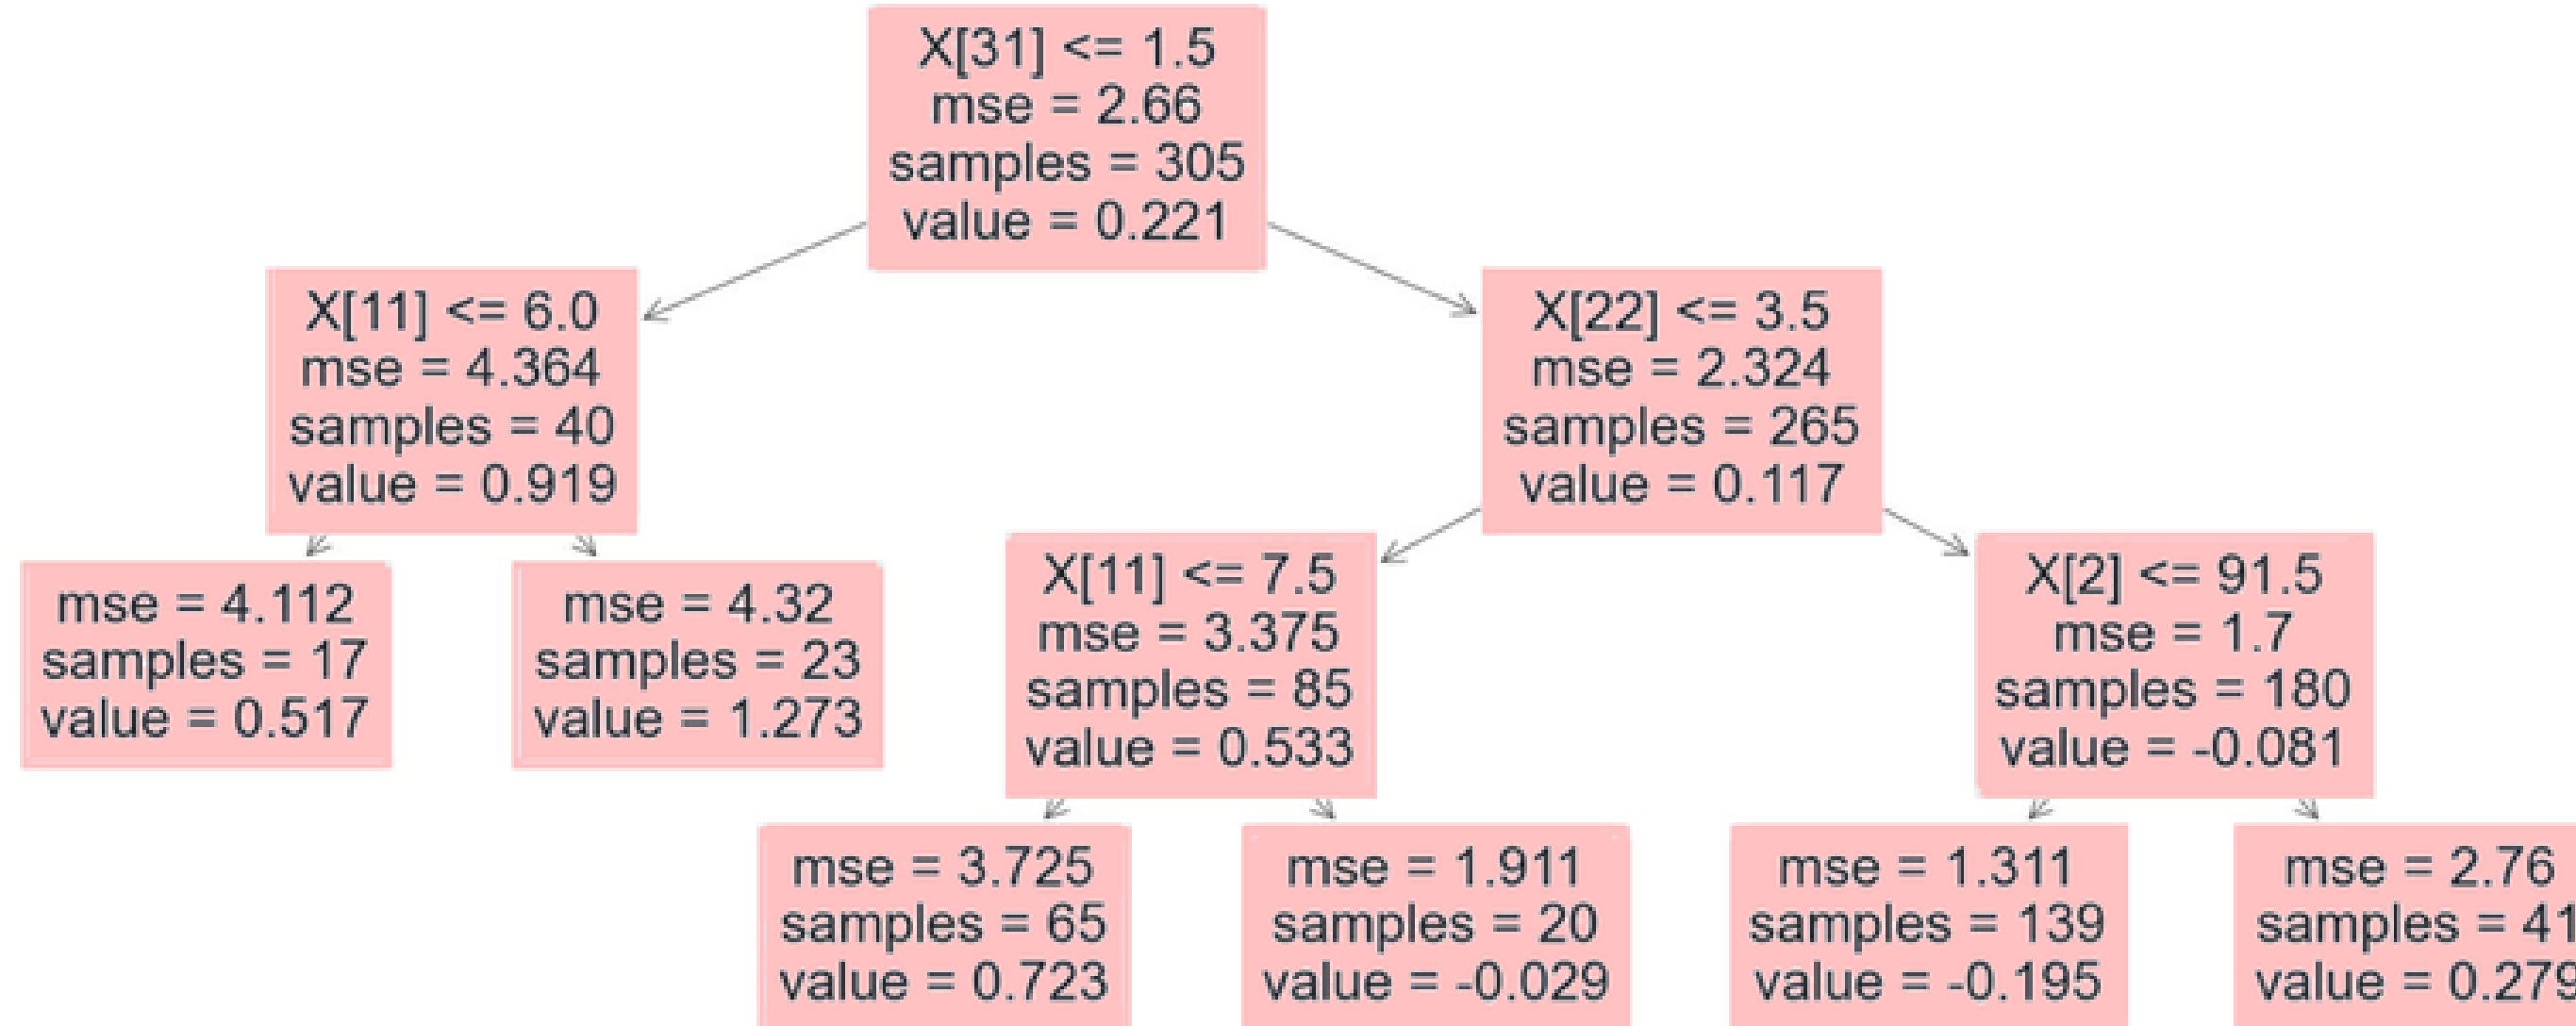 X[31] <= 1.5
mse = 2.66
samples = 305
value = 0.221
X[11] <= 6.0
mse = 4.364
samples = 40
value = 0.919
X[22] <= 3.5
mse = 2.324
samples = 265
value = 0.117
mse = 4.112
samples = 17
value = 0.517
mse = 4.32
samples = 23
value = 1.273
X[11] <= 7.5
mse = 3.375
samples = 85
value = 0.533
X[2] <= 91.5
mse = 1.7
samples = 180
value = -0.081
mse = 3.725
samples = 65
value = 0.723
mse = 1.911
samples = 20
value = -0.029
mse = 1.311
samples = 139
value = -0.195
mse = 2.76
samples = 41
value = 0.279